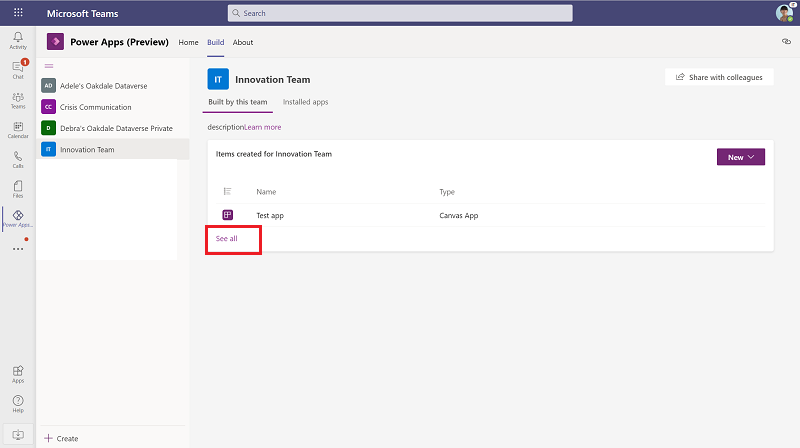 Microsoft Teams
Search
Activity
Chat
1
Teams
Calendar
Calls
Files
Power Apps...
Apps
Help
Power Apps (Preview) Home Build About
AD Adele's Oakdale Dataverse
CC Crisis Communication
D Debra's Oakdale Dataverse Private
IT Innovation Team
Create
IT Innovation Team
Share with colleagues
Built by this team Installed apps
descriptionLearn more
Items created for Innovation Team
New
Name Type
Test app Canvas App
See all